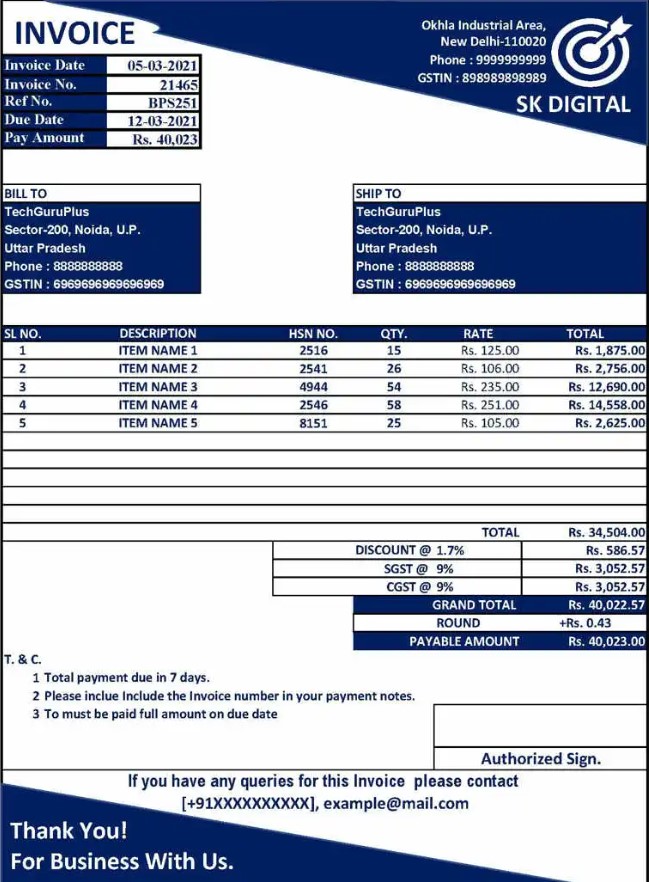 INVOICE
Okhla Industrial Area,
New Delhi-110020
Phone : 9999999999
GSTIN : 898989898989
SK DIGITAL
Invoice Date 05-03-2021
Invoice No. 21465
Ref No. BPS251
Due Date 12-03-2021
Pay Amount Rs. 40,023
BILL TO
TechGuruPlus
Sector-200, Noida, U.P.
Uttar Pradesh
Phone : 8888888888
GSTIN : 6969696969696969
SHIP TO
TechGuruPlus
Sector-200, Noida, U.P.
Uttar Pradesh
Phone : 8888888888
GSTIN : 6969696969696969
SL NO. DESCRIPTION HSN NO. QTY. RATE TOTAL
1 ITEM NAME 1 2516 15 Rs. 125.00 Rs. 1,875.00
2 ITEM NAME 2 2541 26 Rs. 106.00 Rs. 2,756.00
3 ITEM NAME 3 4944 54 Rs. 235.00 Rs. 12,690.00
4 ITEM NAME 4 2546 58 Rs. 251.00 Rs. 14,558.00
5 ITEM NAME 5 8151 25 Rs. 105.00 Rs. 2,625.00
TOTAL Rs. 34,504.00
DISCOUNT @ 1.7% Rs. 586.57
SGST @ 9% Rs. 3,052.57
CGST @ 9% Rs. 3,052.57
GRAND TOTAL Rs. 40,022.57
ROUND +Rs. 0.43
PAYABLE AMOUNT Rs. 40,023.00
T. & C.
1 Total payment due in 7 days.
2 Please inclue Include the Invoice number in your payment notes.
3 To must be paid full amount on due date
Authorized Sign.
If you have any queries for this Invoice please contact
[+91XXXXXXXXXX], example@mail.com
Thank You!
For Business With Us.